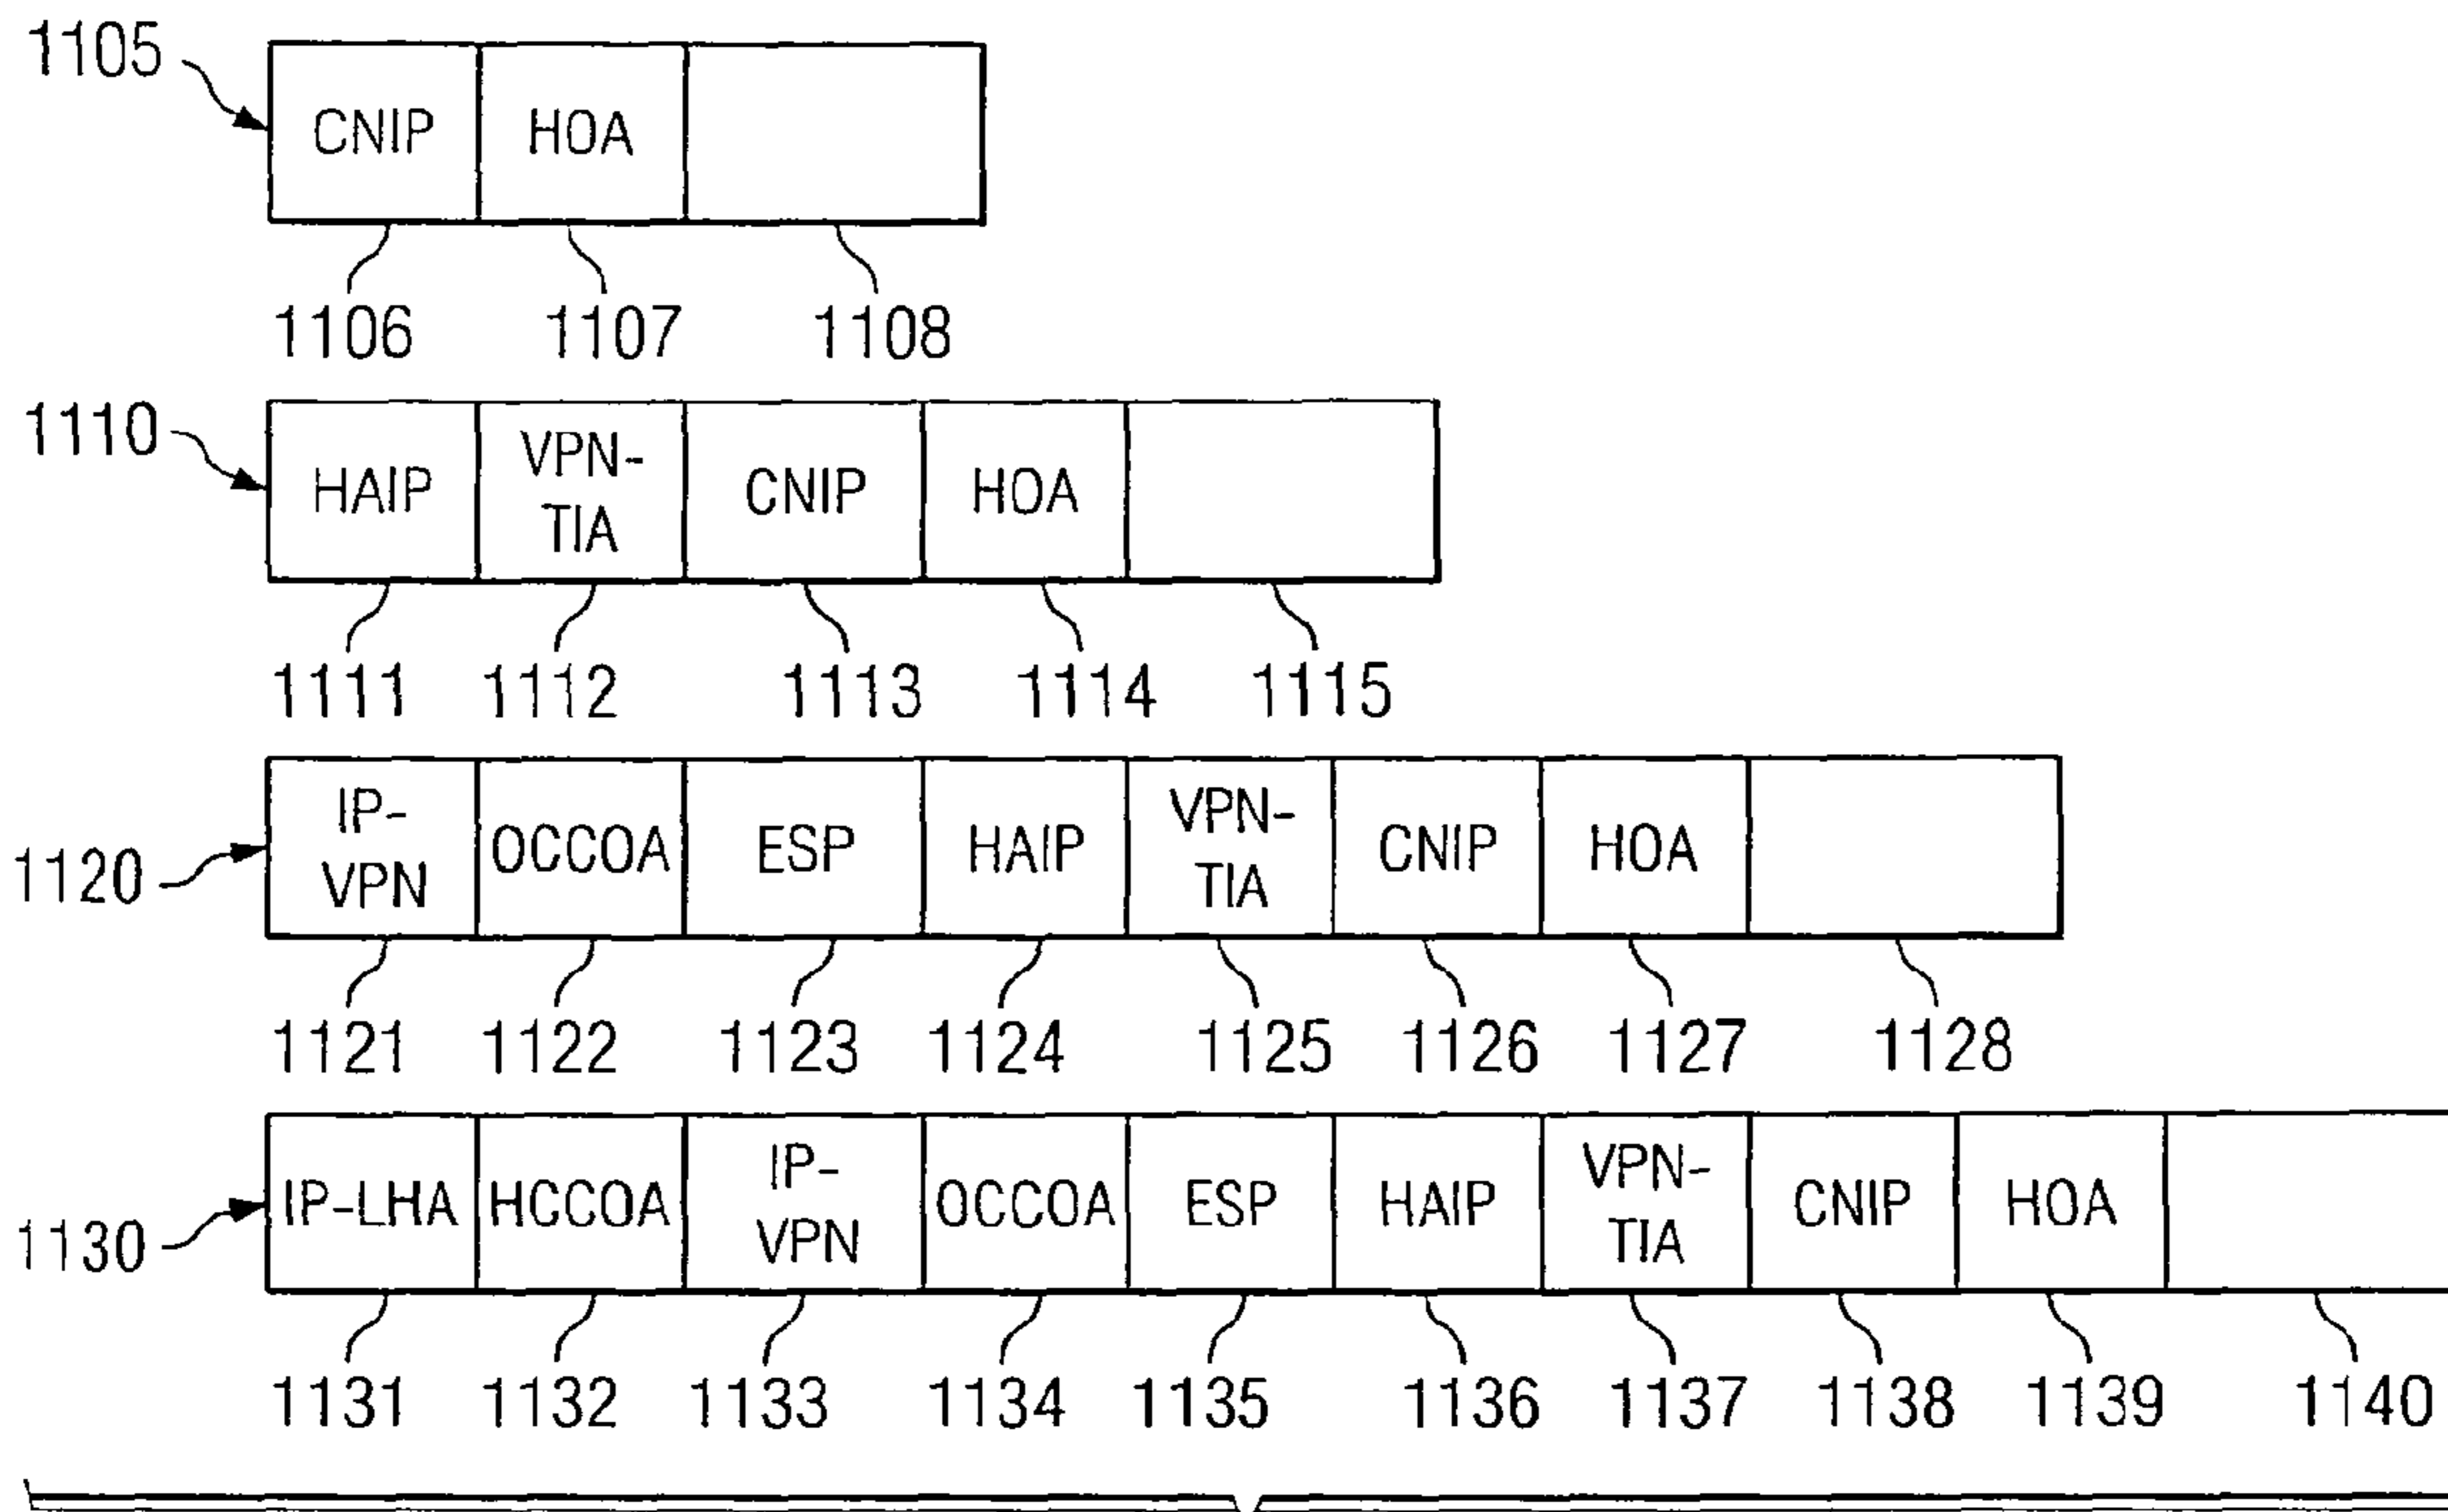 1105
CNIP HOA
1106 1107 1108
1110
HAIP VPN-TIA CNIP HOA
1111 1112 1113 1114 1115
1120
IP-VPN OCCOA ESP HAIP VPN-TIA CNIP HOA
1121 1122 1123 1124 1125 1126 1127 1128
1130
IP-LHA HCCOA IP-VPN OCCOA ESP HAIP VPN-TIA CNIP HOA
1131 1132 1133 1134 1135 1136 1137 1138 1139 1140